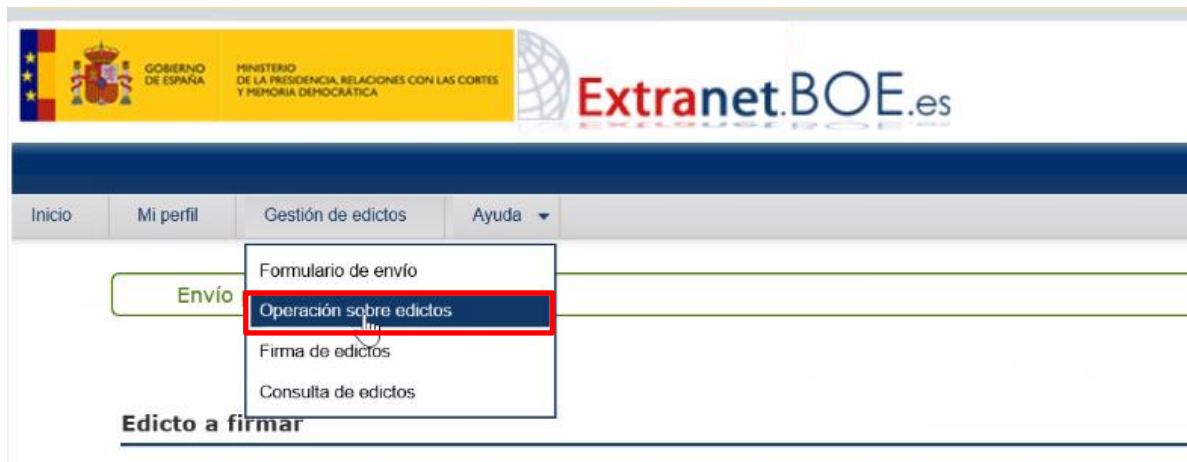 GOBIERNO
DE ESPAÑA
MINISTERIO
DE LA PRESIDENCIA, RELACIONES CON LAS CORTES
Y MEMORIA DEMOCRÁTICA
Extranet.BOE.es
Inicio Mi perfil Gestión de edictos Ayuda
Formulario de envío
Envío
Operación sobre edictos
Firma de edictos
Consulta de edictos
Edicto a firmar